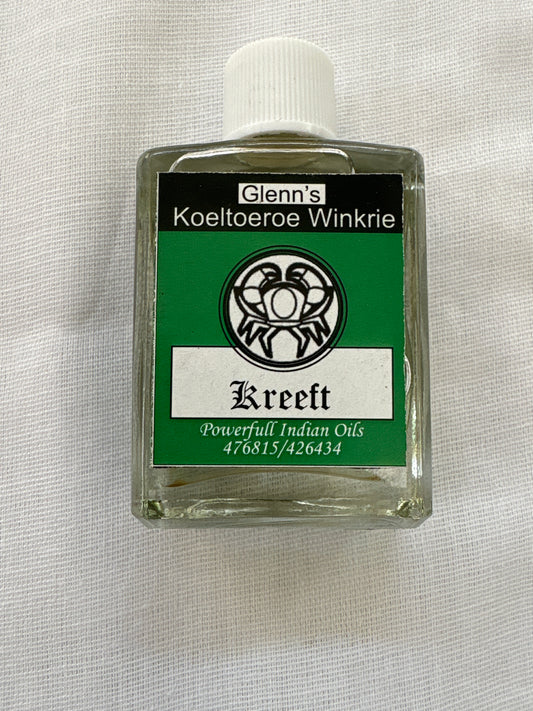 Glenn's
Koeltoeroe Winkrie
Kreeft
Powerfull Indian Oils
476815/426434